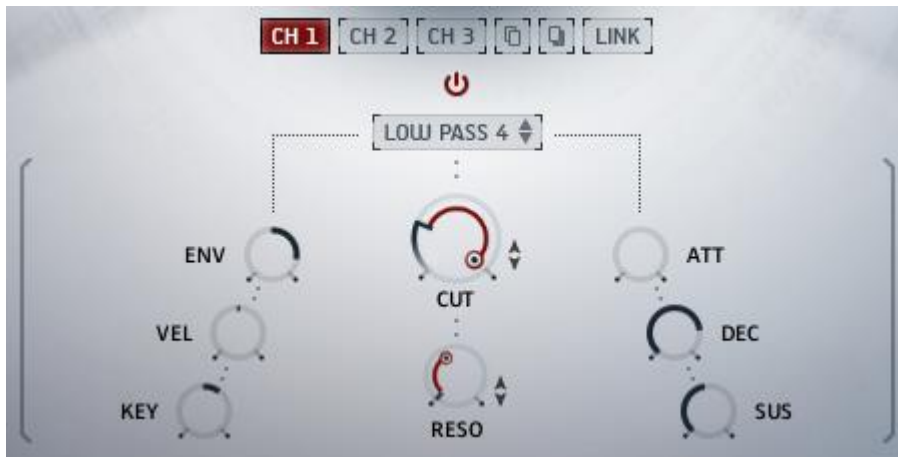 CH 1 CH 2 CH 3 LINK
LOW PASS 4
ENV ATT
CUT
VEL DEC
KEY SUS
RESO